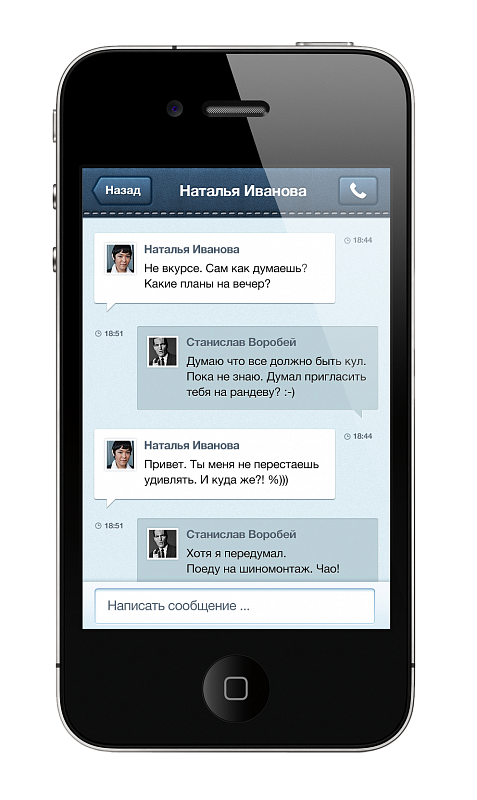 Назад
Наталья Иванова
18:44
Наталья Иванова
Не вкурсе. Сам как думаешь?
Какие планы на вечер?
18:51
Станислав Воробей
Думаю что все должно быть кул.
Пока не знаю. Думал пригласить
тебя на рандеву? :-)
18:44
Наталья Иванова
Привет. Ты меня не перестаешь
удивлять. И куда же?! %)))
18:51
Станислав Воробей
Хотя я передумал.
Поеду на шиномонтаж. Чао!
Написать сообщение ...